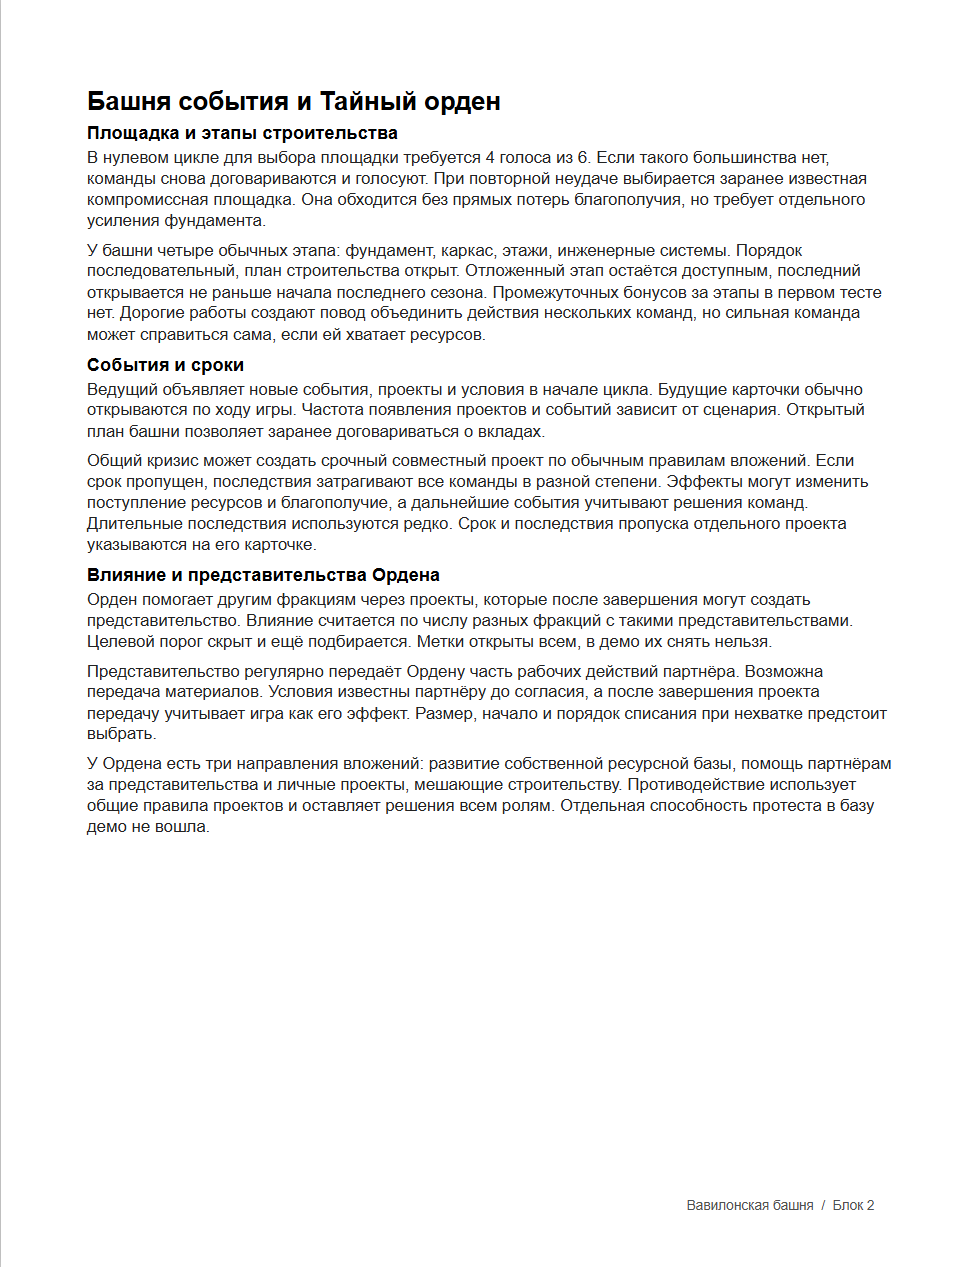 Башня события и Тайный орден
Площадка и этапы строительства
В нулевом цикле для выбора площадки требуется 4 голоса из 6. Если такого большинства нет,
команды снова договариваются и голосуют. При повторной неудаче выбирается заранее известная
компромиссная площадка. Она обходится без прямых потерь благополучия, но требует отдельного
усиления фундамента.
У башни четыре обычных этапа: фундамент, каркас, этажи, инженерные системы. Порядок
последовательный, план строительства открыт. Отложенный этап остаётся доступным, последний
открывается не раньше начала последнего сезона. Промежуточных бонусов за этапы в первом тесте
нет. Дорогие работы создают повод объединить действия нескольких команд, но сильная команда
может справиться сама, если ей хватает ресурсов.
События и сроки
Ведущий объявляет новые события, проекты и условия в начале цикла. Будущие карточки обычно
открываются по ходу игры. Частота появления проектов и событий зависит от сценария. Открытый
план башни позволяет заранее договариваться о вкладах.
Общий кризис может создать срочный совместный проект по обычным правилам вложений. Если
срок пропущен, последствия затрагивают все команды в разной степени. Эффекты могут изменить
поступление ресурсов и благополучие, а дальнейшие события учитывают решения команд.
Длительные последствия используются редко. Срок и последствия пропуска отдельного проекта
указываются на его карточке.
Влияние и представительства Ордена
Орден помогает другим фракциям через проекты, которые после завершения могут создать
представительство. Влияние считается по числу разных фракций с такими представительствами.
Целевой порог скрыт и ещё подбирается. Метки открыты всем, в демо их снять нельзя.
Представительство регулярно передаёт Ордену часть рабочих действий партнёра. Возможна
передача материалов. Условия известны партнёру до согласия, а после завершения проекта
передачу учитывает игра как его эффект. Размер, начало и порядок списания при нехватке предстоит
выбрать.
У Ордена есть три направления вложений: развитие собственной ресурсной базы, помощь партнёрам
за представительства и личные проекты, мешающие строительству. Противодействие использует
общие правила проектов и оставляет решения всем ролям. Отдельная способность протеста в базу
демо не вошла.
Вавилонская башня / Блок 2